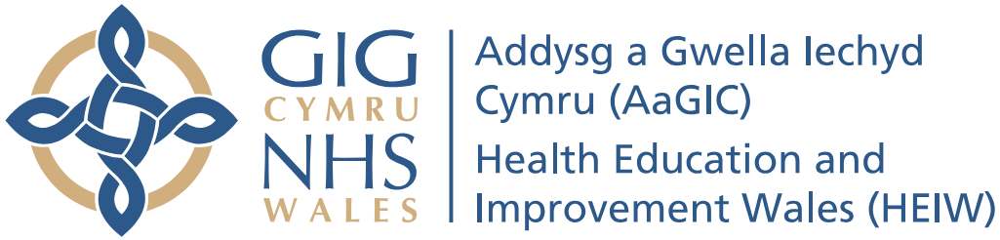 GIG
CYMRU
NHS
WALES
Addysg a Gwella Iechyd
Cymru (AaGIC)
Health Education and
Improvement Wales (HEIW)